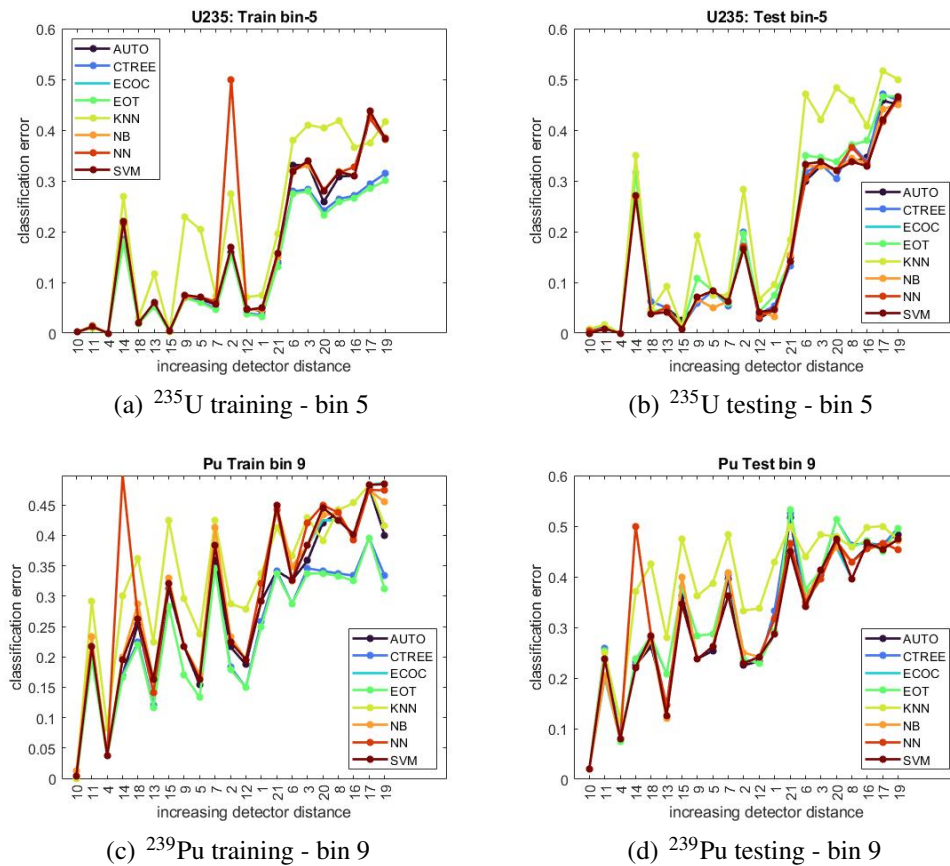 U235: Train bin-5
0.6
0.5
0.4
0.3
0.2
0.1
0
classification error
AUTO
CTREE
ECOC
EOT
KNN
NB
NN
SVM
10 11 4 14 18 13 15 9 5 7 2 12 1 21 6 3 20 8 16 17 19
increasing detector distance
(a) ²³⁵U training - bin 5
U235: Test bin-5
0.6
0.5
0.4
0.3
0.2
0.1
0
classification error
AUTO
CTREE
ECOC
EOT
KNN
NB
NN
SVM
10 11 4 14 18 13 15 9 5 7 2 12 1 21 6 3 20 8 16 17 19
increasing detector distance
(b) ²³⁵U testing - bin 5
Pu Train bin 9
0.45
0.4
0.35
0.3
0.25
0.2
0.15
0.1
0.05
0
classification error
AUTO
CTREE
ECOC
EOT
KNN
NB
NN
SVM
10 11 4 14 18 13 15 9 5 7 2 12 1 21 6 3 20 8 16 17 19
increasing detector distance
(c) ²³⁹Pu training - bin 9
Pu Test bin 9
0.6
0.5
0.4
0.3
0.2
0.1
0
classification error
AUTO
CTREE
ECOC
EOT
KNN
NB
NN
SVM
10 11 4 14 18 13 15 9 5 7 2 12 1 21 6 3 20 8 16 17 19
increasing detector distance
(d) ²³⁹Pu testing - bin 9